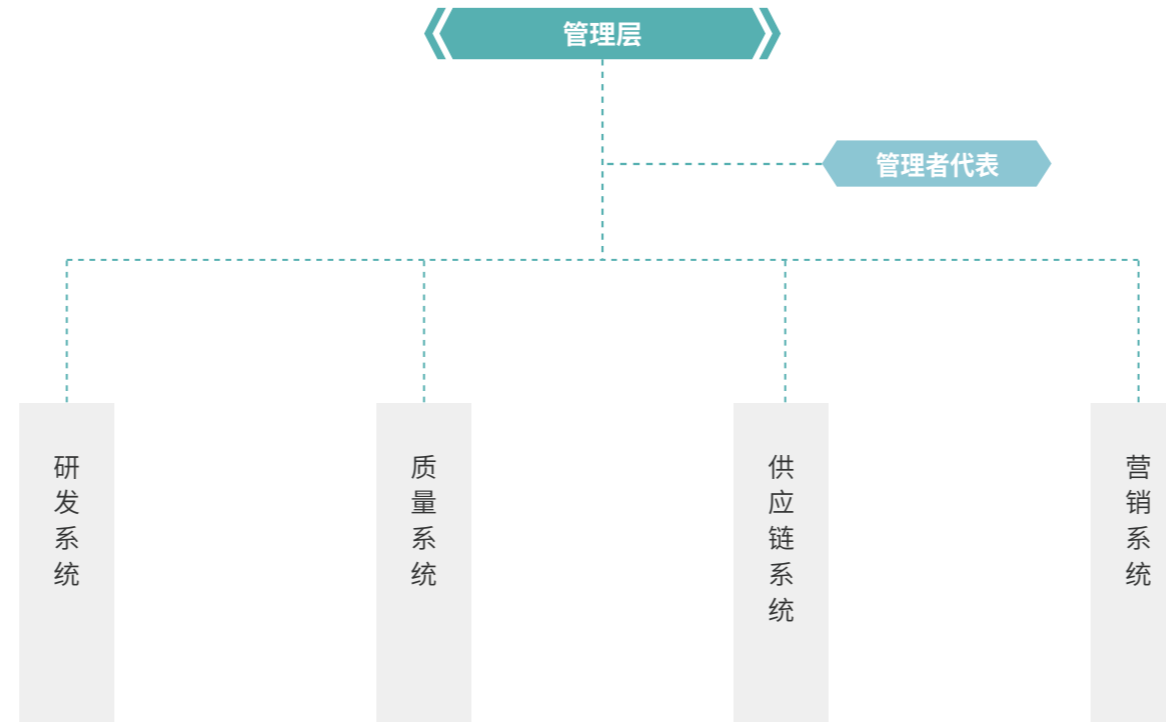 管理层
管理者代表
研发系统
质量系统
供应链系统
营销系统